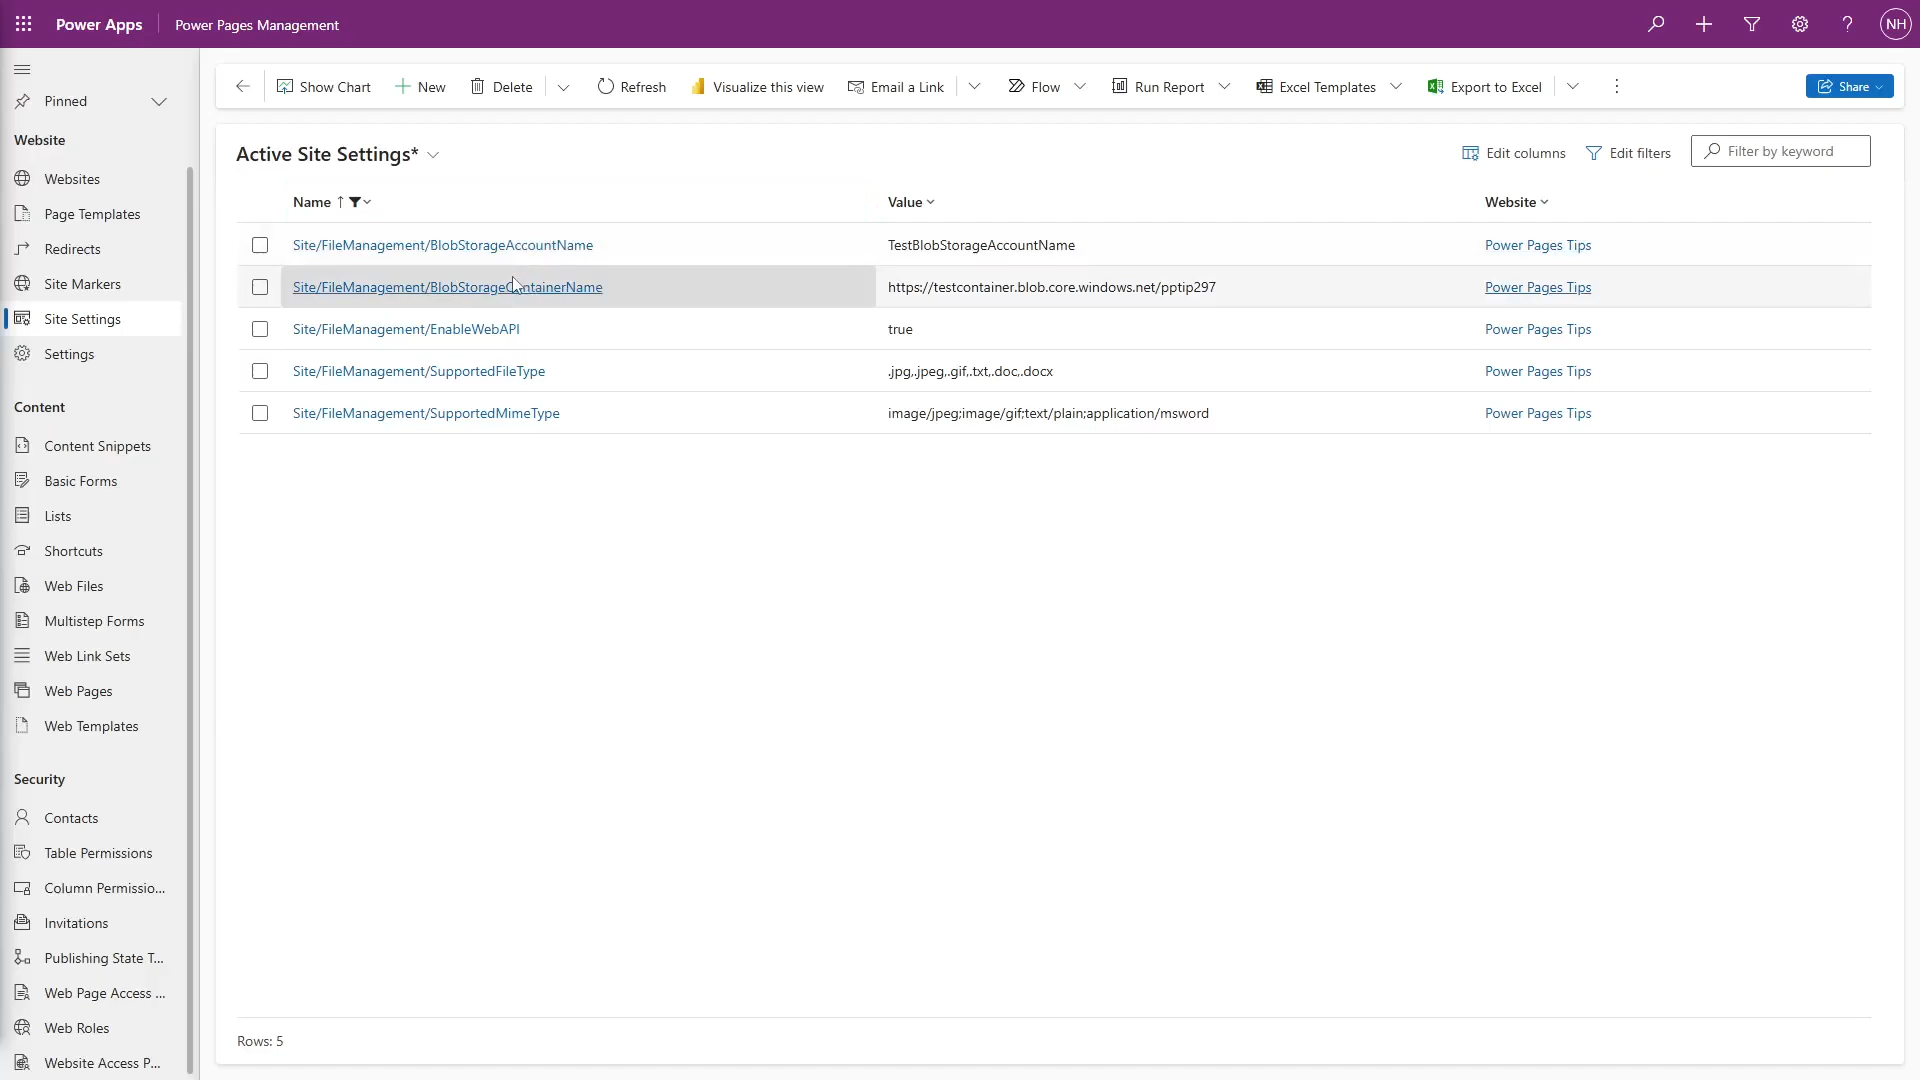 Power Apps
Power Pages Management
NH
Pinned
Website
Websites
Page Templates
Redirects
Site Markers
Site Settings
Settings
Content
Content Snippets
Basic Forms
Lists
Shortcuts
Web Files
Multistep Forms
Web Link Sets
Web Pages
Web Templates
Security
Contacts
Table Permissions
Column Permissio...
Invitations
Publishing State T...
Web Page Access ...
Web Roles
Website Access P...
Show Chart
New
Delete
Refresh
Visualize this view
Email a Link
Flow
Run Report
Excel Templates
Export to Excel
Share
Active Site Settings*
Edit columns
Edit filters
Filter by keyword
Name Value Website
Site/FileManagement/BlobStorageAccountName TestBlobStorageAccountName Power Pages Tips
Site/FileManagement/BlobStorageContainerName https://testcontainer.blob.core.windows.net/pptip297 Power Pages Tips
Site/FileManagement/EnableWebAPI true Power Pages Tips
Site/FileManagement/SupportedFileType .jpg,.jpeg,.gif,.txt,.doc,.docx Power Pages Tips
Site/FileManagement/SupportedMimeType image/jpeg;image/gif;text/plain;application/msword Power Pages Tips
Rows: 5